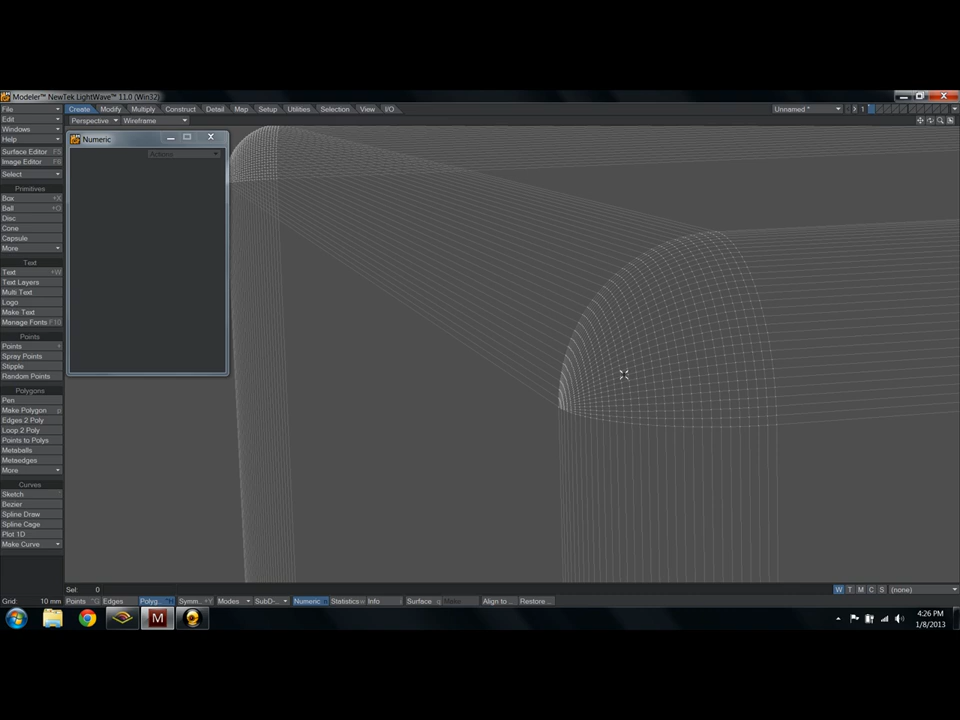 Modeler™ NewTek LightWave™ 11.0 (Win32)
File Create Modify Multiply Construct Detail Map Setup Utilities Selection View I/O Unnamed * 1
Edit Perspective Wireframe
Windows
Help Numeric
Surface Editor F5 Actions
Image Editor F6
Select
Primitives
Box +X
Ball +O
Disc
Cone
Capsule
More
Text
Text +W
Text Layers
Multi Text
Logo
Make Text
Manage Fonts F10
Points
Points +
Spray Points
Stipple
Random Points
Polygons
Pen
Make Polygon p
Edges 2 Poly
Loop 2 Poly
Points to Polys
Metaballs
Metaedges
More
Curves
Sketch
Bezier
Spline Draw
Spline Cage
Plot 1D
Make Curve
Sel: 0 W T M C S (none)
Grid: 10 mm Points ^G Edges Polyg ^H Symm +Y Modes SubD- Numeric n Statistics w Info i Surface q Make Align to ... Restore...
4:26 PM
1/8/2013